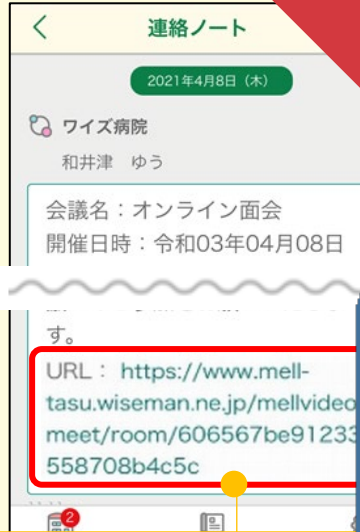 連絡ノート
2021年4月8日（木）
ワイズ病院
和井津　ゆう
会議名：オンライン面会
開催日時：令和03年04月08日
す。
URL： https://www.mell-
tasu.wiseman.ne.jp/mellvideo
meet/room/606567be91233
558708b4c5c
2